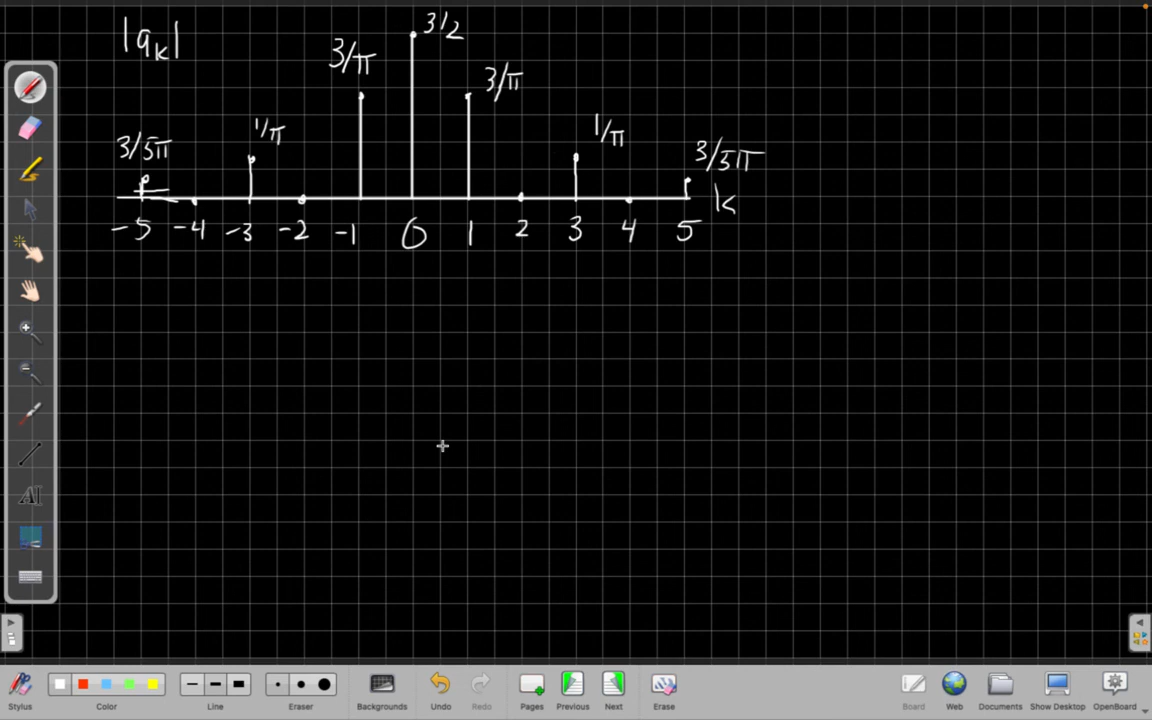 |a_k|
3/2
3/π
3/π
1/π
1/π
3/5π
3/5π
k
-5 -4 -3 -2 -1 0 1 2 3 4 5
AI
Stylus Color Line Eraser Backgrounds Undo Redo Pages Previous Next Erase Board Web Documents Show Desktop OpenBoard